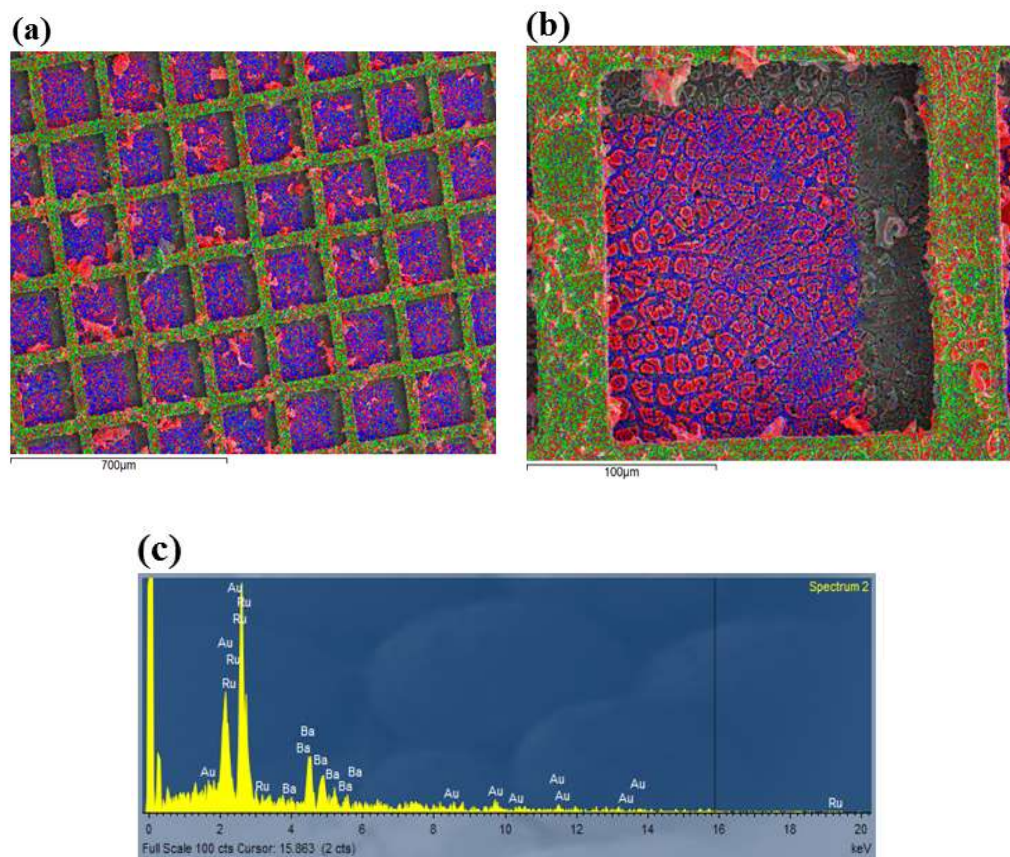 (a)
(b)
700µm
100µm
(c)
Spectrum 2
Au
Ru
Ru
Au
Ru
Ru
Au
Ru
Ba
Ba
Ba
Ba
Ba
Ba
Ba
Au
Au
Au
Au
Au
Au
Au
Ru
0 2 4 6 8 10 12 14 16 18 20
Full Scale 100 cts Cursor: 15.863 (2 cts)
keV